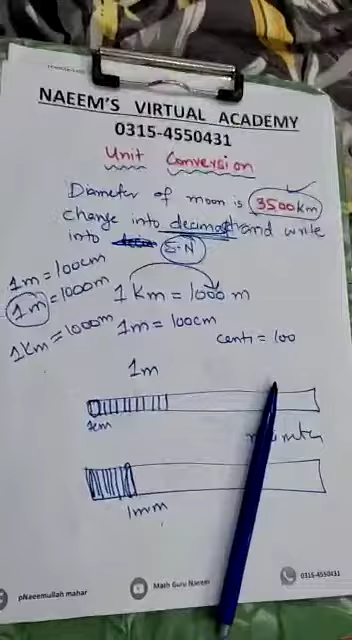 NAEEM'S VIRTUAL ACADEMY
0315-4550431
Unit Conversion
Diameter of moon is 3500km
change into and write
into S.N
1m = 100cm
1m = 1000m
1 Km = 1000 m
1 Km = 1000m
1m = 100cm
centi = 100
1m
1cm
1mm
pNaeemullah mahar
Math Guru Naeem
0315-4550431